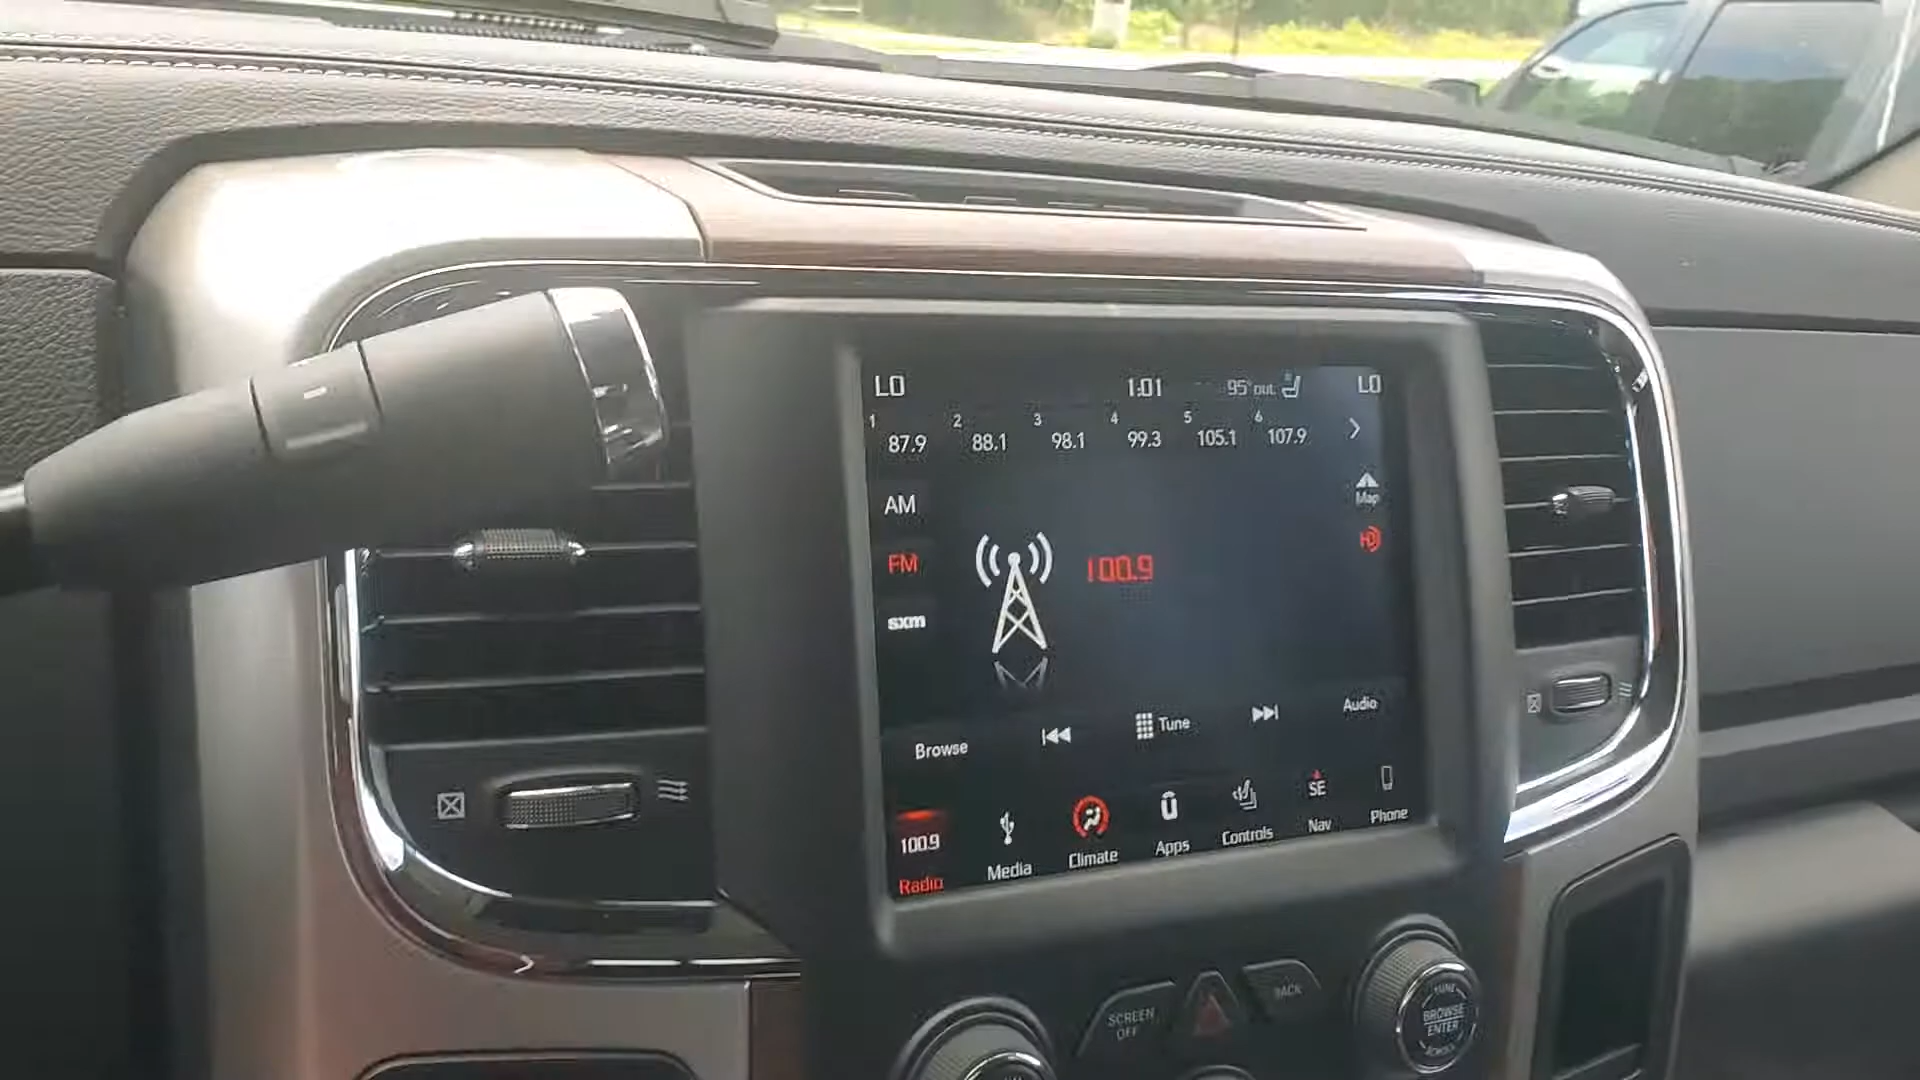 LO 1:01 95° out LO
1 2 3 4 5 6
87.9 88.1 98.1 99.3 105.1 107.9
AM
Map
FM
100.9
HD
sxm
Browse
Tune
Audio
100.9
SE
Radio
Media
Climate
Apps
Controls
Nav
Phone
SCREEN
OFF
BACK
TUNE
BROWSE
ENTER
SCROLL